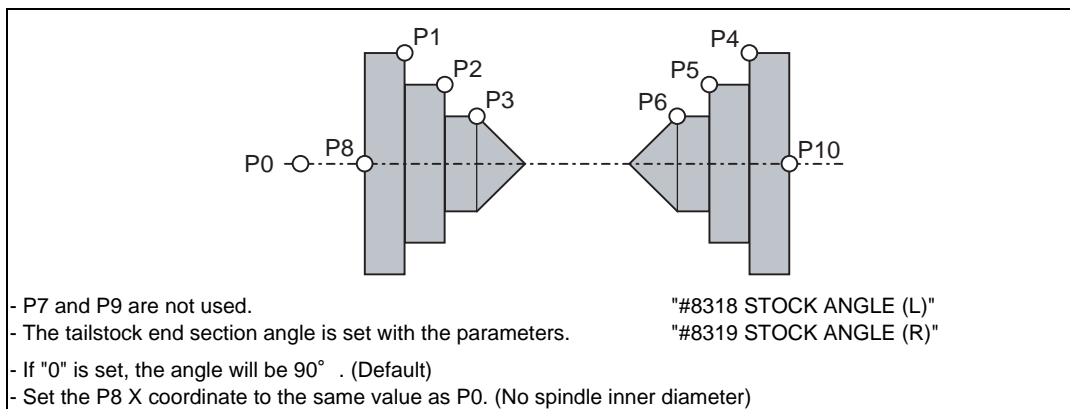 P1
P4
P2
P5
P3
P6
P0
P8
P10
- P7 and P9 are not used. "#8318 STOCK ANGLE (L)"
- The tailstock end section angle is set with the parameters. "#8319 STOCK ANGLE (R)"
- If "0" is set, the angle will be 90° . (Default)
- Set the P8 X coordinate to the same value as P0. (No spindle inner diameter)